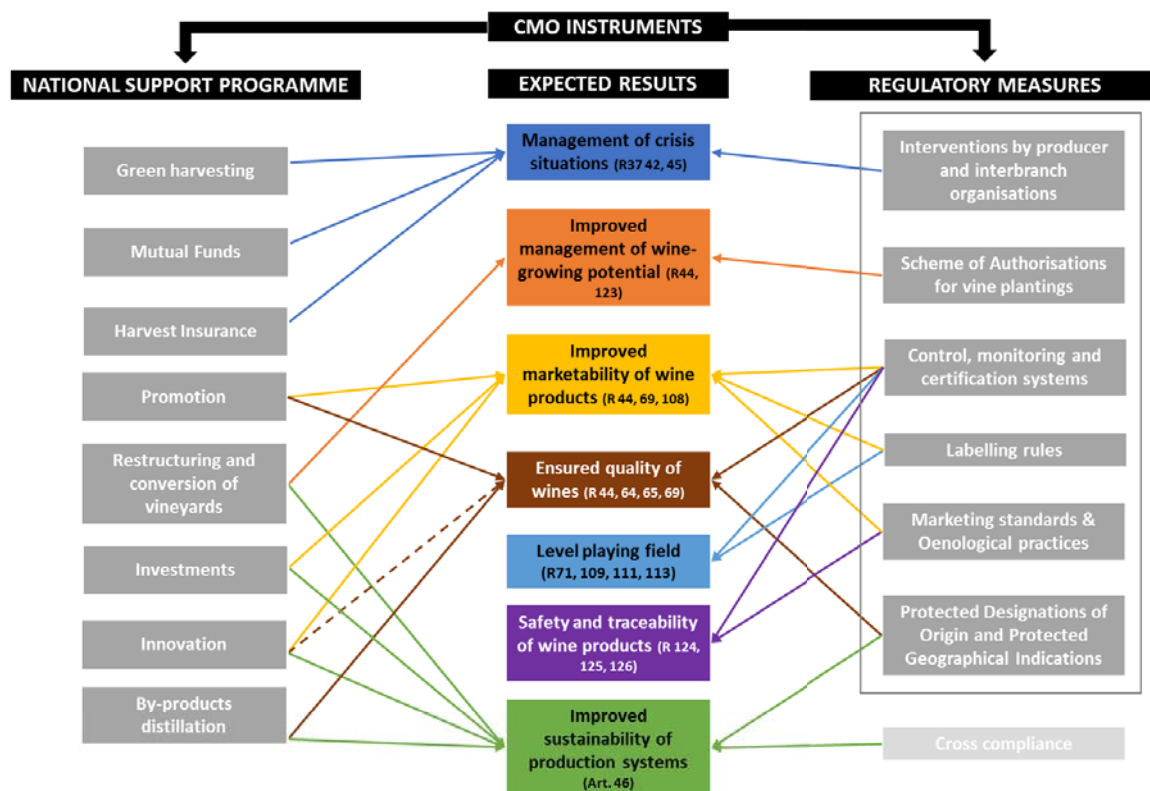 CMO INSTRUMENTS
NATIONAL SUPPORT PROGRAMME
EXPECTED RESULTS
REGULATORY MEASURES
Green harvesting
Mutual Funds
Harvest Insurance
Promotion
Restructuring and
conversion of
vineyards
Investments
Innovation
By-products
distillation
Management of crisis
situations (R37 42, 45)
Improved
management of wine-
growing potential (R44,
123)
Improved
marketability of wine
products (R 44, 69, 108)
Ensured quality of
wines (R 44, 64, 65, 69)
Level playing field
(R71, 109, 111, 113)
Safety and traceability
of wine products (R 124,
125, 126)
Improved
sustainability of
production systems
(Art. 46)
Interventions by producer
and interbranch
organisations
Scheme of Authorisations
for vine plantings
Control, monitoring and
certification systems
Labelling rules
Marketing standards &
Oenological practices
Protected Designations of
Origin and Protected
Geographical Indications
Cross compliance